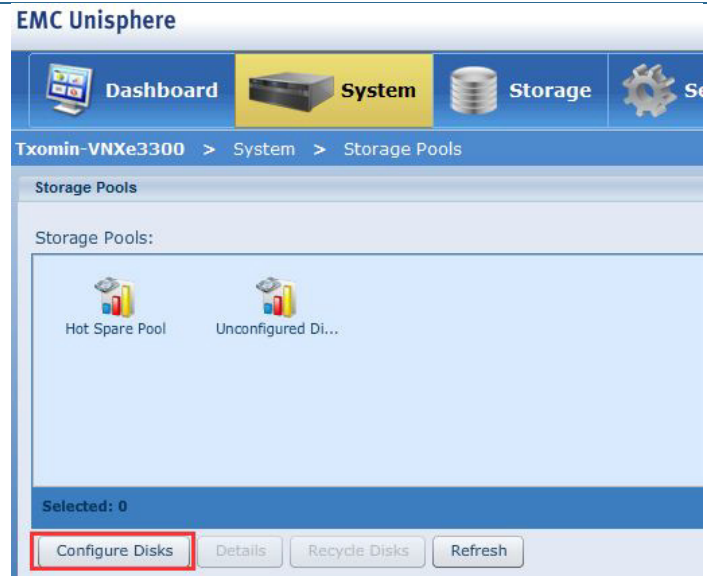 EMC Unisphere
Dashboard System Storage Se
Txomin-VNXe3300 > System > Storage Pools
Storage Pools
Storage Pools:
Hot Spare Pool Unconfigured Di...
Selected: 0
Configure Disks Details Recycle Disks Refresh